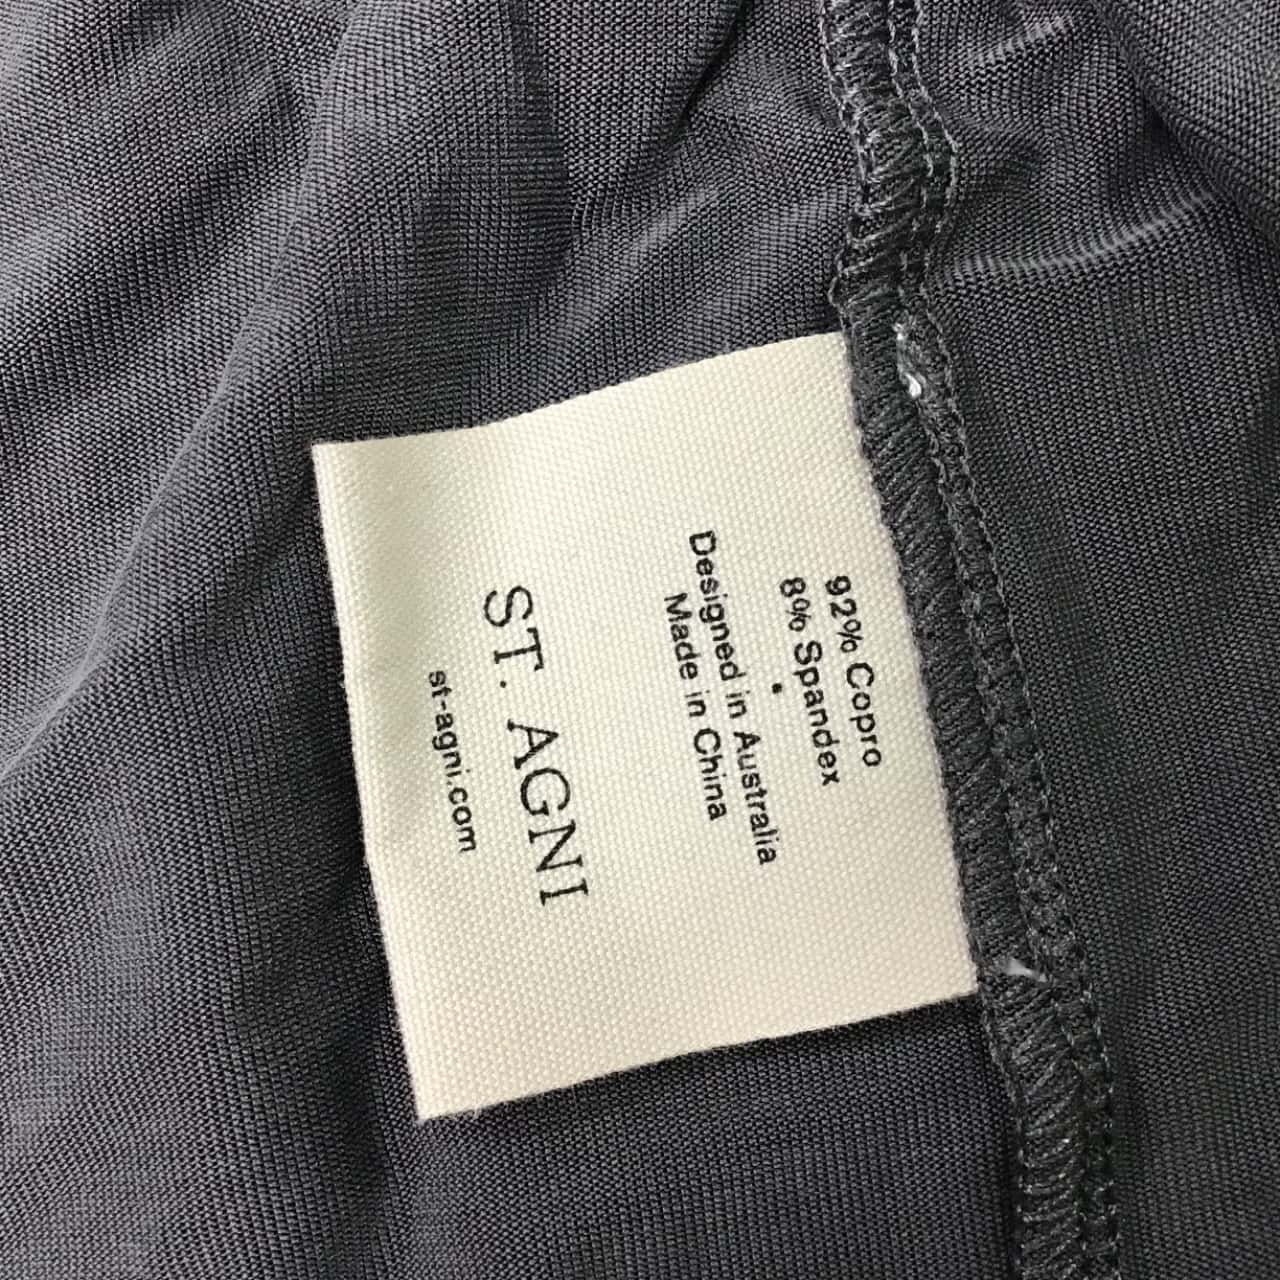 92% Copro
8% Spandex
Designed in Australia
Made in China
ST. AGNI
st-agni.com